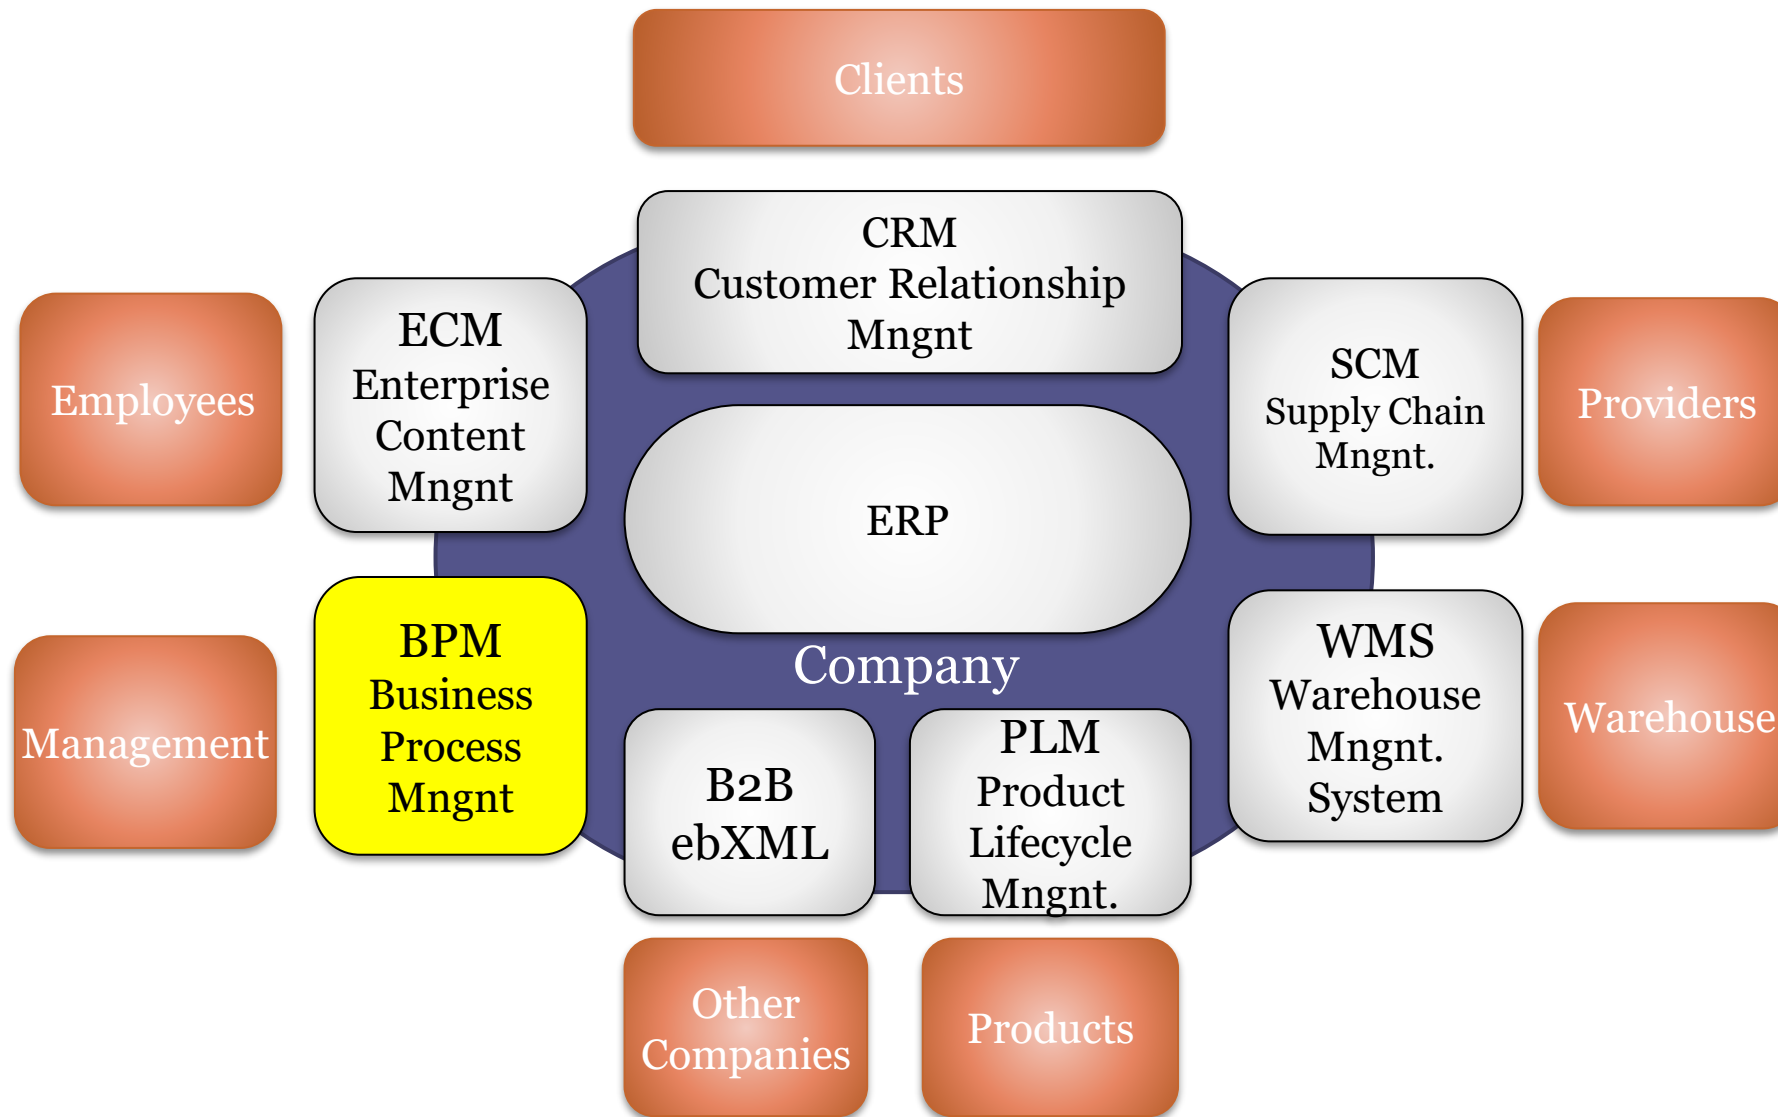 Clients
CRM
Customer Relationship
Mngnt
ECM
Enterprise
Content
Mngnt
Employees
SCM
Supply Chain
Mngnt.
Providers
ERP
Company
BPM
Business
Process
Mngnt
Management
WMS
Warehouse
Mngnt.
System
Warehouse
B2B
ebXML
PLM
Product
Lifecycle
Mngnt.
Other
Companies
Products